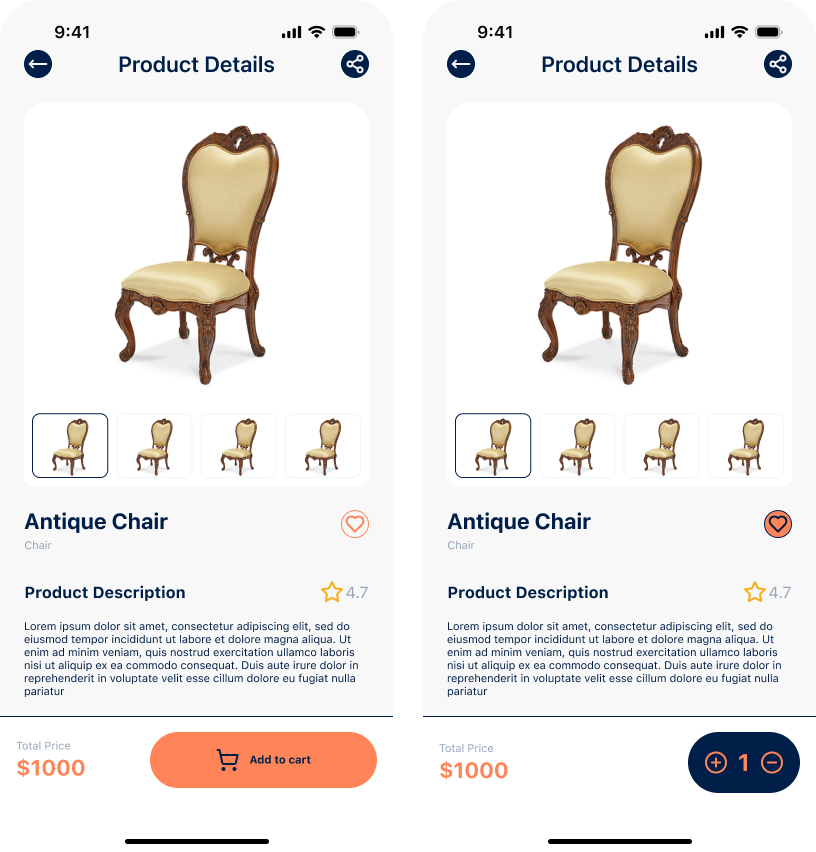 9:41
Product Details
Antique Chair
Chair
Product Description
4.7
Lorem ipsum dolor sit amet, consectetur adipiscing elit, sed do
eiusmod tempor incididunt ut labore et dolore magna aliqua. Ut
enim ad minim veniam, quis nostrud exercitation ullamco laboris
nisi ut aliquip ex ea commodo consequat. Duis aute irure dolor in
reprehenderit in voluptate velit esse cillum dolore eu fugiat nulla
pariatur
Total Price
$1000
Add to cart
9:41
Product Details
Antique Chair
Chair
Product Description
4.7
Lorem ipsum dolor sit amet, consectetur adipiscing elit, sed do
eiusmod tempor incididunt ut labore et dolore magna aliqua. Ut
enim ad minim veniam, quis nostrud exercitation ullamco laboris
nisi ut aliquip ex ea commodo consequat. Duis aute irure dolor in
reprehenderit in voluptate velit esse cillum dolore eu fugiat nulla
pariatur
Total Price
$1000
1